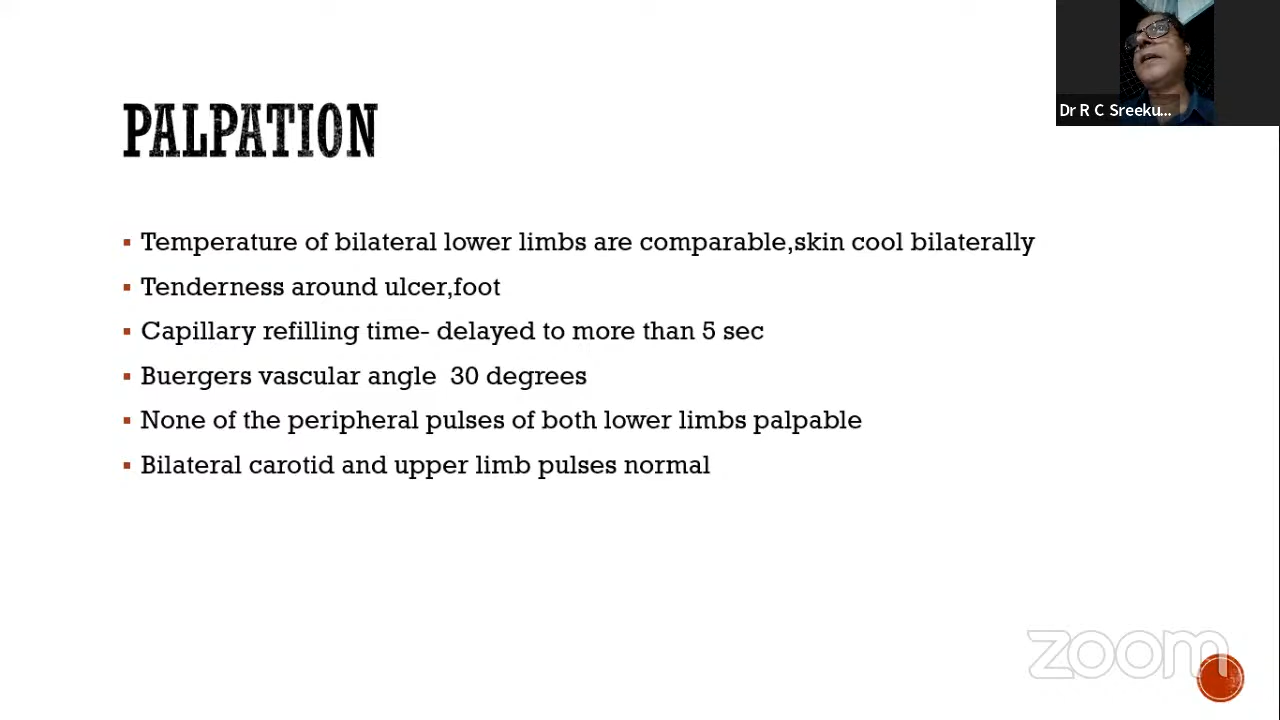 Dr R C Sreeku...
PALPATION
Temperature of bilateral lower limbs are comparable,skin cool bilaterally
Tenderness around ulcer,foot
Capillary refilling time- delayed to more than 5 sec
Buergers vascular angle  30 degrees
None of the peripheral pulses of both lower limbs palpable
Bilateral carotid and upper limb pulses normal
zoom